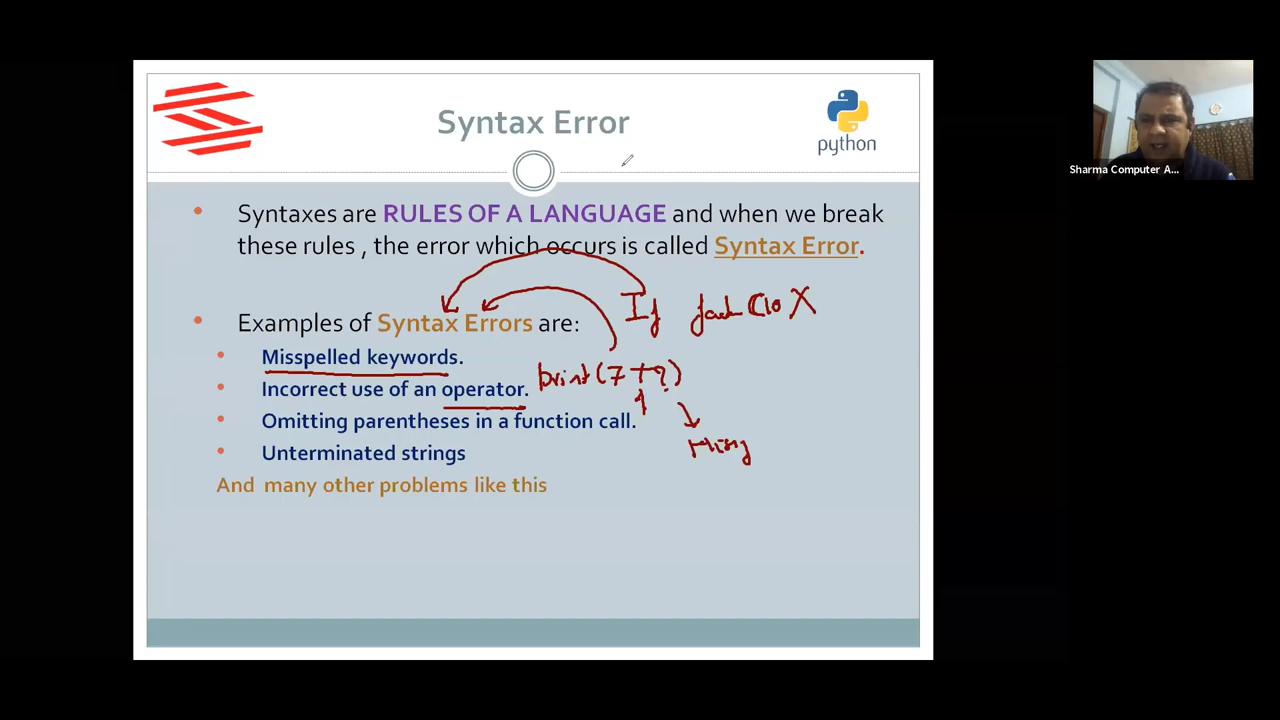 Syntax Error
python
Sharma Computer A...
Syntaxes are RULES OF A LANGUAGE and when we break
these rules , the error which occurs is called Syntax Error.
If X
Examples of Syntax Errors are:
Misspelled keywords.
print(7+?)
Incorrect use of an operator.
Omitting parentheses in a function call.
Unterminated strings
And many other problems like this